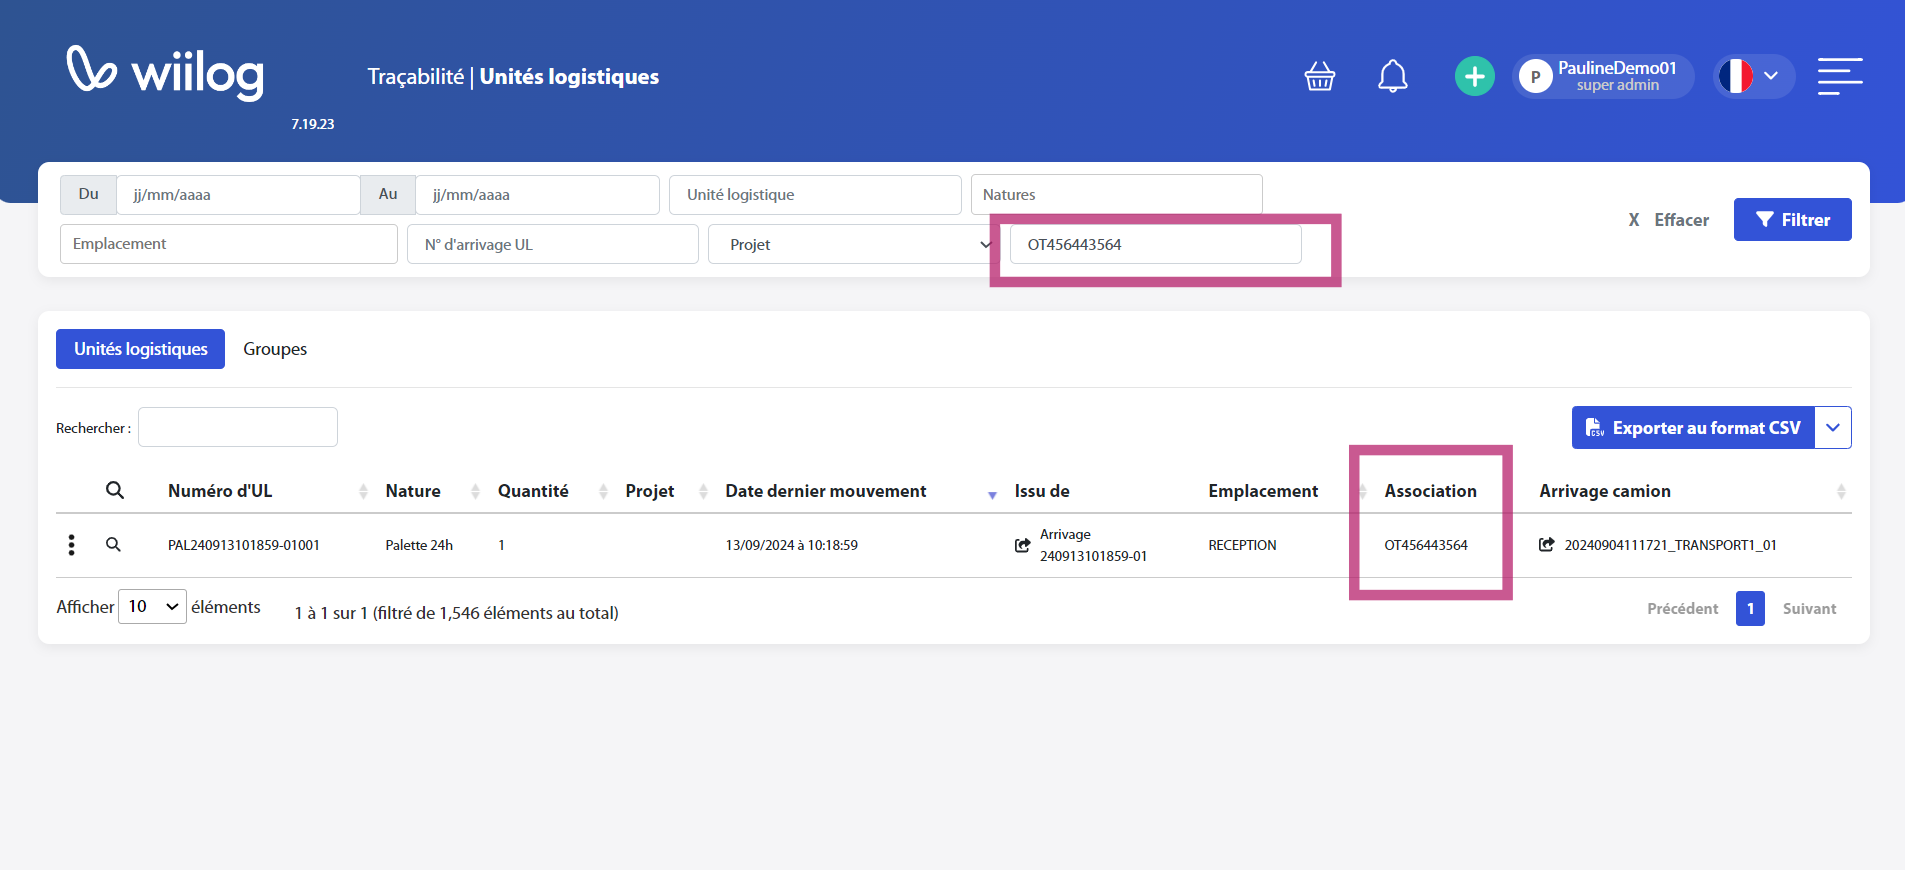 wiilog
7.19.23
Traçabilité | Unités logistiques
P
PaulineDemo01
super admin
Du jj/mm/aaaa Au jj/mm/aaaa Unité logistique Natures
Emplacement N° d'arrivage UL Projet OT456443564
X Effacer Filtrer
Unités logistiques Groupes
Rechercher :
CSV Exporter au format CSV
Numéro d'UL Nature Quantité Projet Date dernier mouvement Issu de Emplacement Association Arrivage camion
PAL240913101859-01001 Palette 24h 1 13/09/2024 à 10:18:59 Arrivage 240913101859-01 RECEPTION OT456443564 20240904111721_TRANSPORT1_01
Afficher 10 éléments 1 à 1 sur 1 (filtré de 1,546 éléments au total)
Précédent 1 Suivant